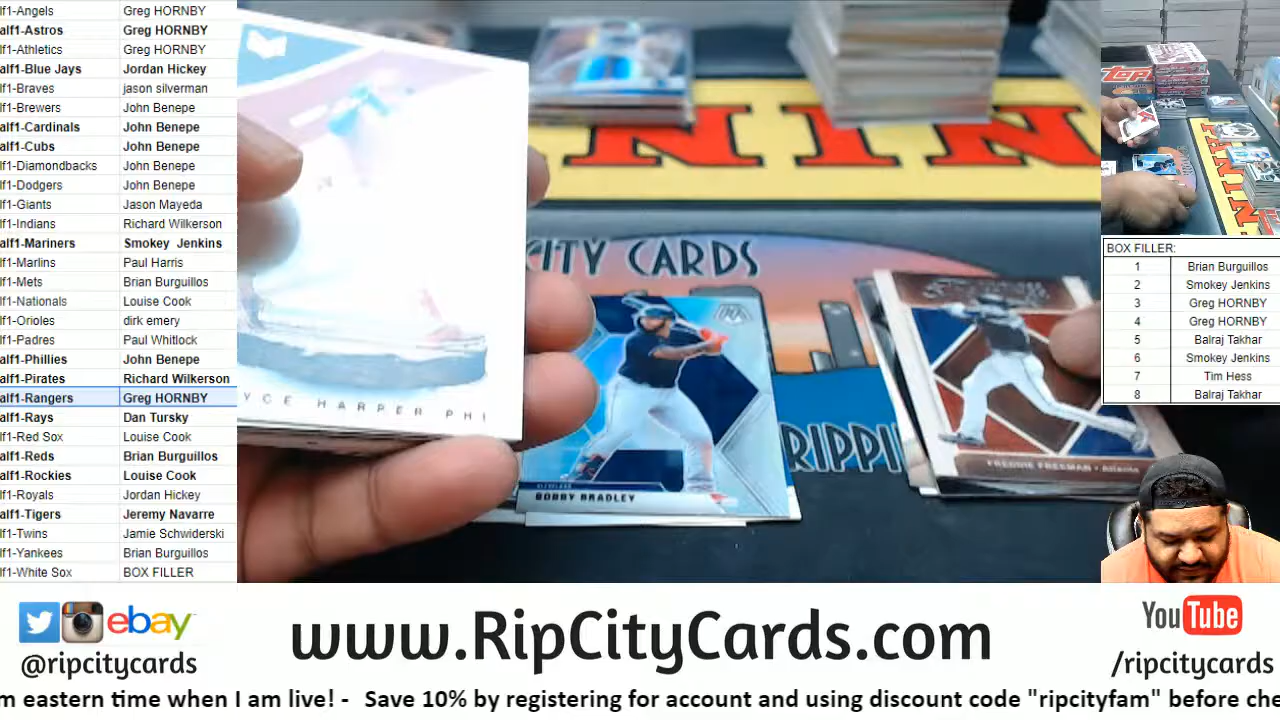 lf1-Angels Greg HORNBY
alf1-Astros Greg HORNBY
lf1-Athletics Greg HORNBY
alf1-Blue Jays Jordan Hickey
lf1-Braves jason silverman
lf1-Brewers John Benepe
alf1-Cardinals John Benepe
alf1-Cubs John Benepe
lf1-Diamondbacks John Benepe
lf1-Dodgers John Benepe
lf1-Giants Jason Mayeda
lf1-Indians Richard Wilkerson
alf1-Mariners Smokey Jenkins
lf1-Marlins Paul Harris
lf1-Mets Brian Burguillos
lf1-Nationals Louise Cook
lf1-Orioles dirk emery
lf1-Padres Paul Whitlock
alf1-Phillies John Benepe
alf1-Pirates Richard Wilkerson
alf1-Rangers Greg HORNBY
alf1-Rays Dan Tursky
lf1-Red Sox Louise Cook
alf1-Reds Brian Burguillos
alf1-Rockies Louise Cook
lf1-Royals Jordan Hickey
alf1-Tigers Jeremy Navarre
lf1-Twins Jamie Schwiderski
lf1-Yankees Brian Burguillos
lf1-White Sox BOX FILLER
NIN
CITY CARDS
RIPPI
YCE HARPER PHI
BOBBY BRADLEY
FREDDIE FREEMAN • Atlanta
BOX FILLER:
1 Brian Burguillos
2 Smokey Jenkins
3 Greg HORNBY
4 Greg HORNBY
5 Balraj Takhar
6 Smokey Jenkins
7 Tim Hess
8 Balraj Takhar
ebay
@ripcitycards
www.RipCityCards.com
YouTube
/ripcitycards
m eastern time when I am live! - Save 10% by registering for account and using discount code "ripcityfam" before che